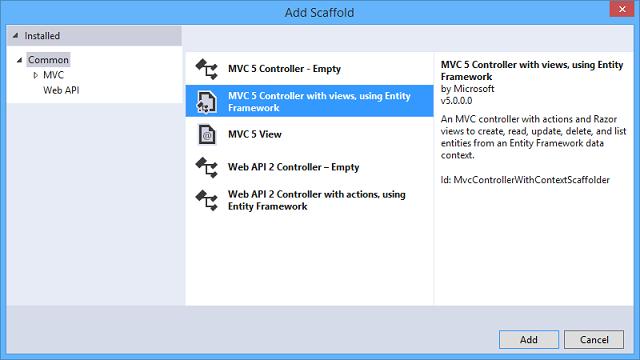 Add Scaffold
Installed
Common
MVC
Web API
MVC 5 Controller - Empty
MVC 5 Controller with views, using Entity
Framework
MVC 5 View
Web API 2 Controller – Empty
Web API 2 Controller with actions, using
Entity Framework
MVC 5 Controller with views, using Entity
Framework
by Microsoft
v5.0.0.0
An MVC controller with actions and Razor
views to create, read, update, delete, and list
entities from an Entity Framework data
context.
Id: MvcControllerWithContextScaffolder
Add
Cancel